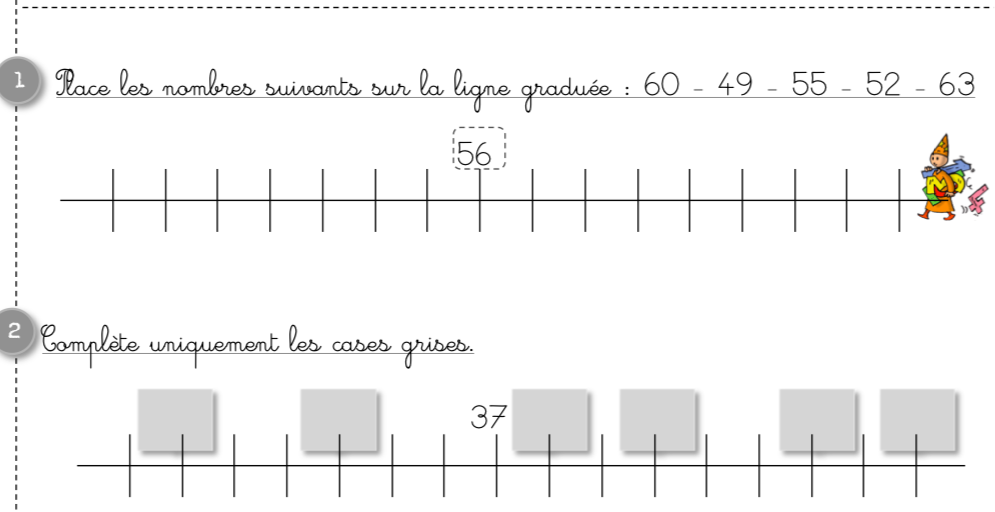 1
Place les nombres suivants sur la ligne graduée : 60 - 49 - 55 - 52 - 63
56
2
Complète uniquement les cases grises.
37